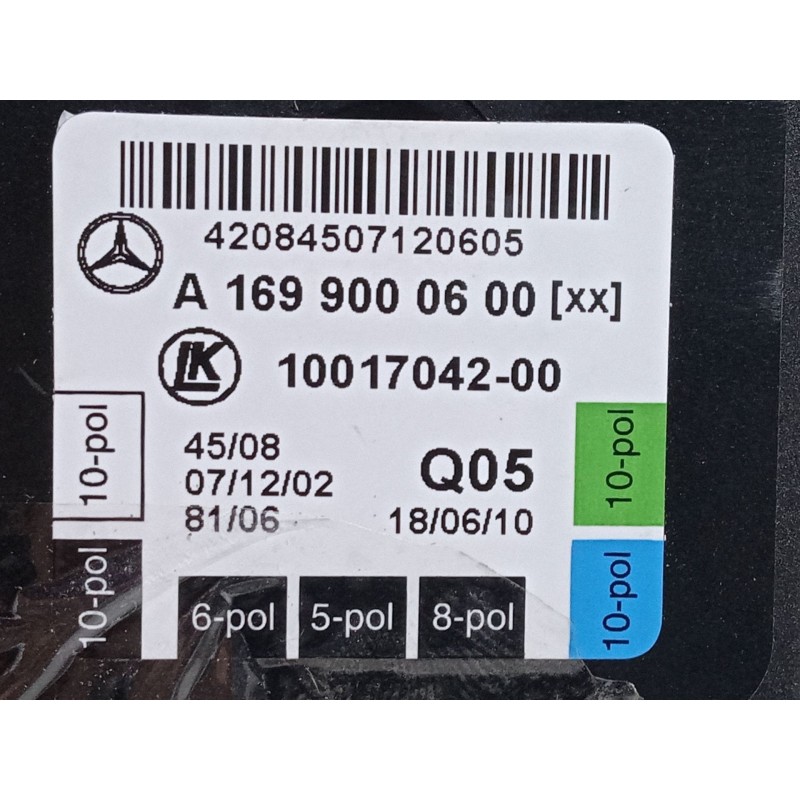 42084507120605
A 169 900 06 00 [xx]
LK 10017042-00
10-pol
45/08
07/12/02
81/06
Q05
18/06/10
10-pol
10-pol
6-pol 5-pol 8-pol
10-pol